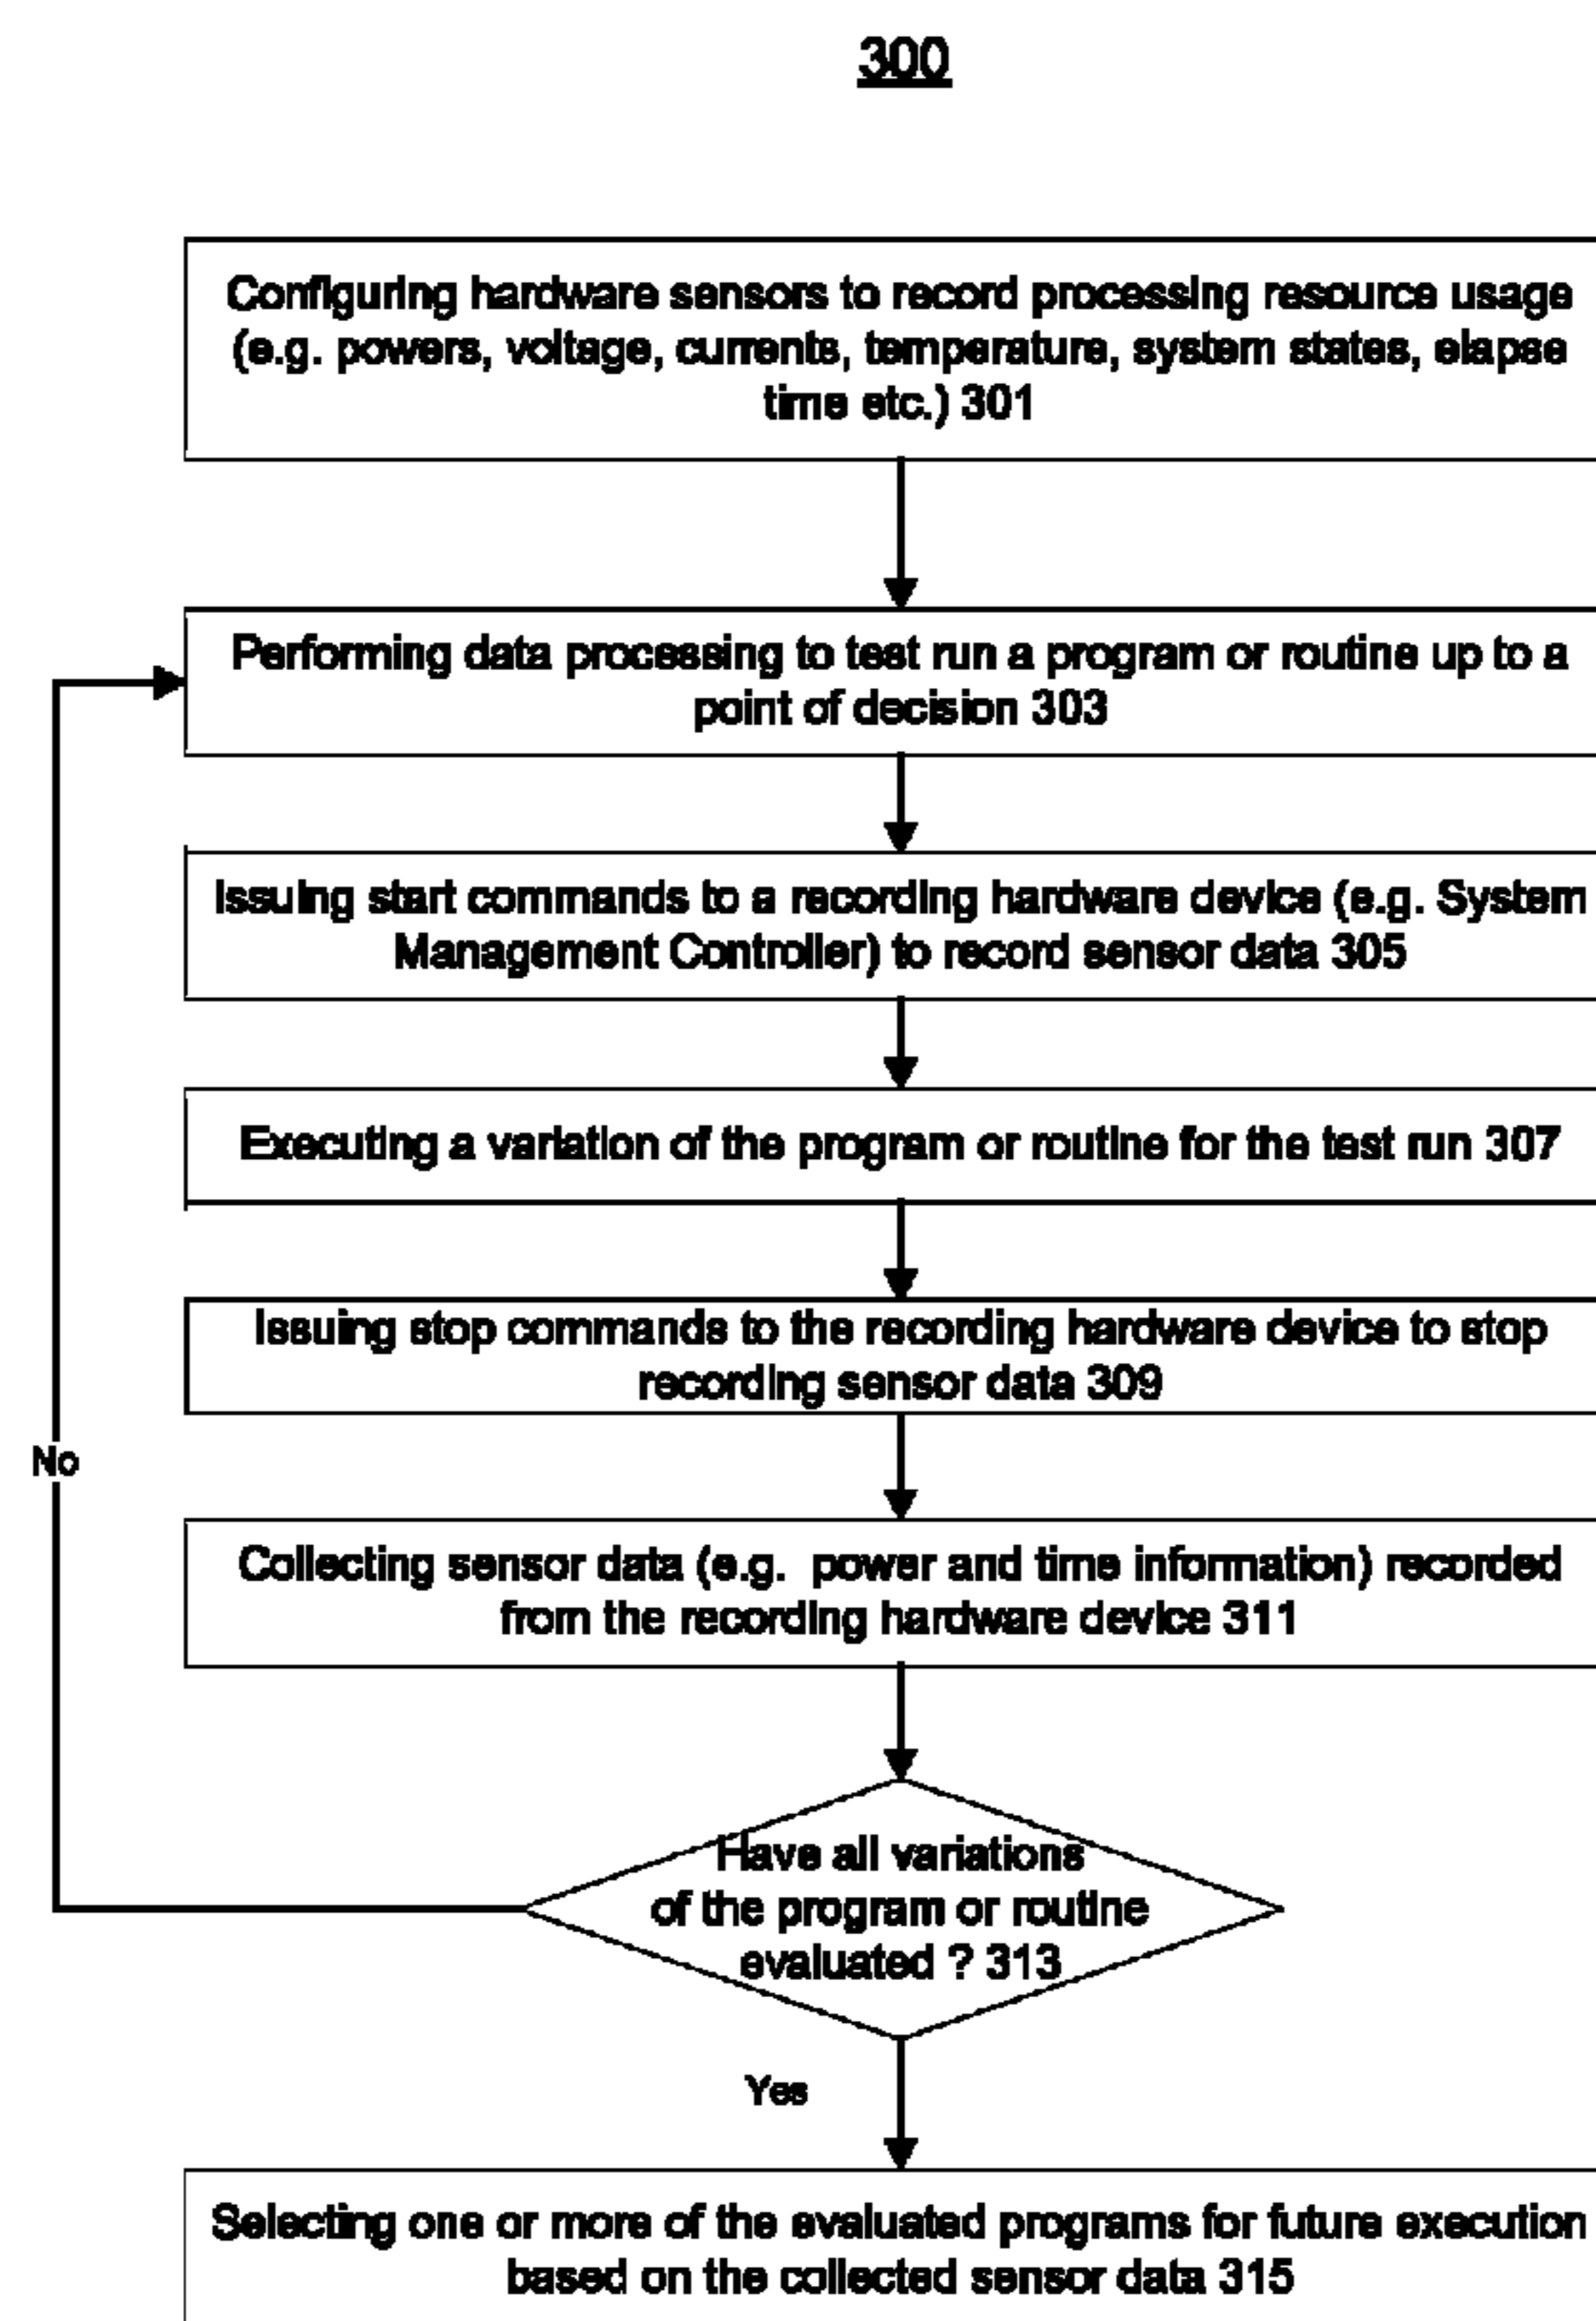 300
Configuring hardware sensors to record processing resource usage
(e.g. powers, voltage, currents, temperature, system states, elapse
time etc.) 301
Performing data processing to test run a program or routine up to a
point of decision 303
Issuing start commands to a recording hardware device (e.g. System
Management Controller) to record sensor data 305
Executing a variation of the program or routine for the test run 307
Issuing stop commands to the recording hardware device to stop
recording sensor data 309
No
Collecting sensor data (e.g. power and time information) recorded
from the recording hardware device 311
Have all variations
of the program or routine
evaluated ? 313
Yes
Selecting one or more of the evaluated programs for future execution
based on the collected sensor data 315